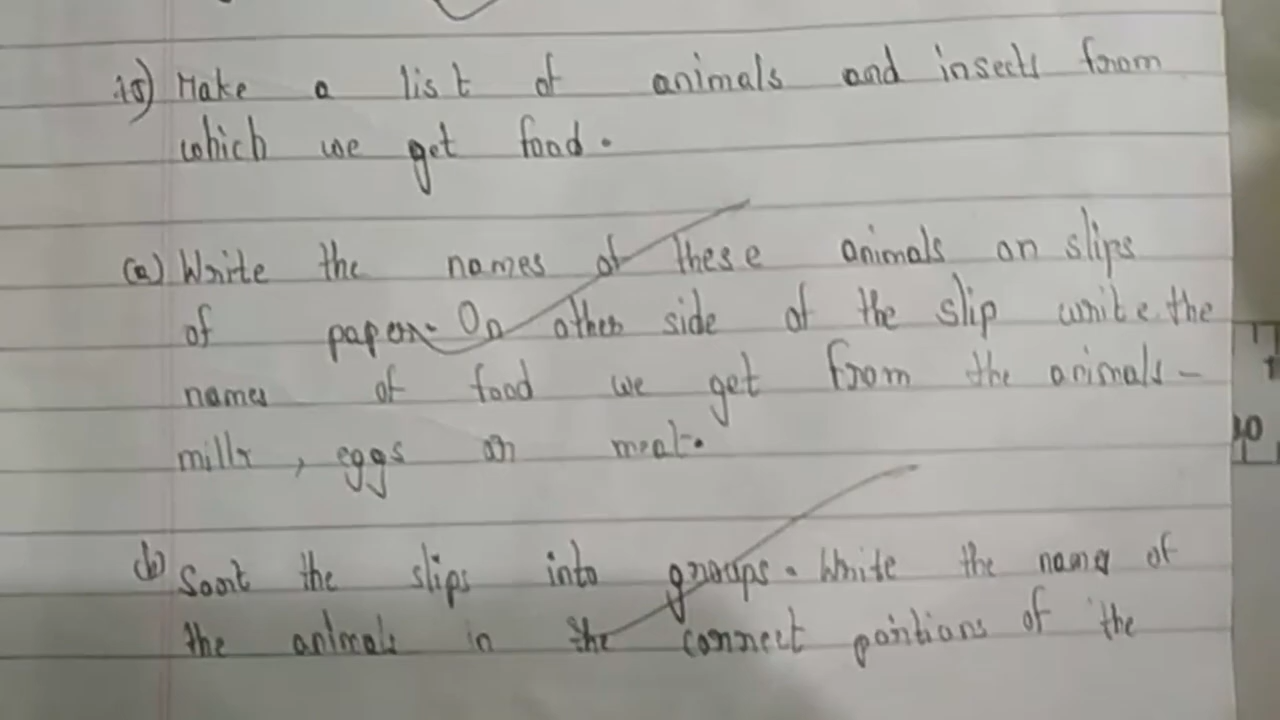 15) Make a list of animals and insects from
which we get food.
(a) Write the names of these animals on slips
of paper. On other side of the slip write the
names of food we get from the animals -
milk, eggs or meat.
(b) Soort the slips into groups. Write the name of
the animals in the correct portions of the
10